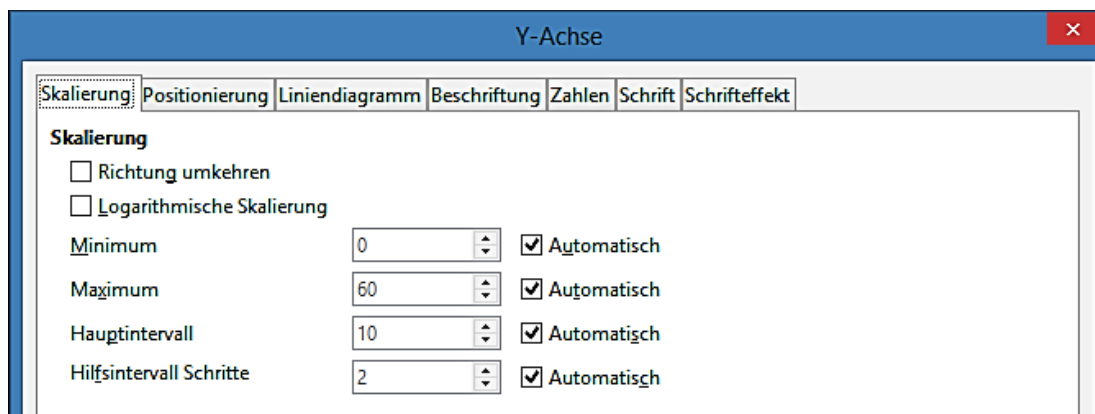 Y-Achse
Skalierung Positionierung Liniendiagramm Beschriftung Zahlen Schrift Schrifteffekt
Skalierung
Richtung umkehren
Logarithmische Skalierung
Minimum 0 Automatisch
Maximum 60 Automatisch
Hauptintervall 10 Automatisch
Hilfsintervall Schritte 2 Automatisch